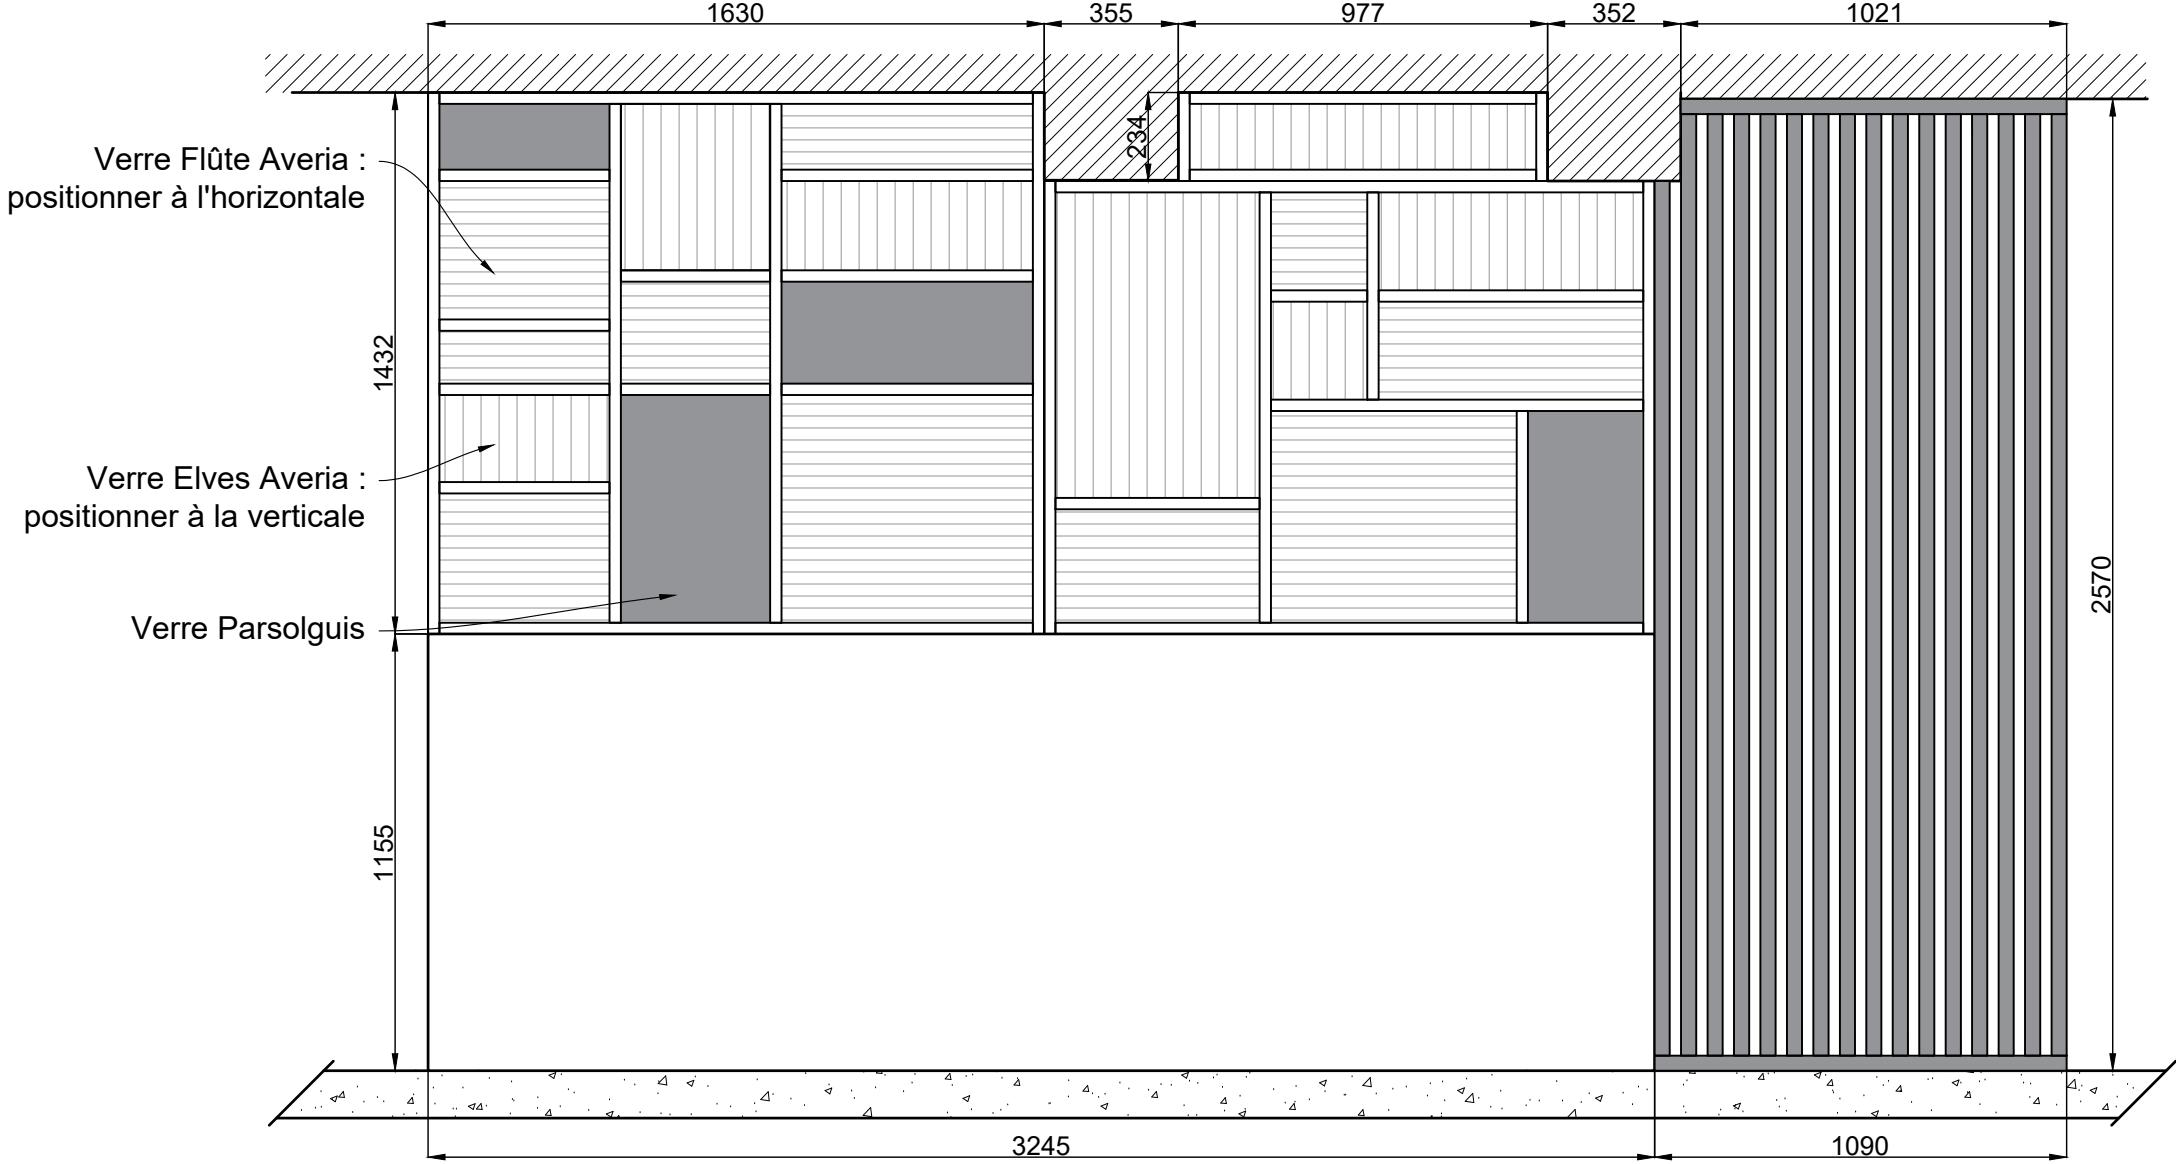 1630
355
977
352
1021
234
Verre Flûte Averia :
positionner à l'horizontale
1432
Verre Elves Averia :
positionner à la verticale
2570
Verre Parsolguis
1155
3245
1090